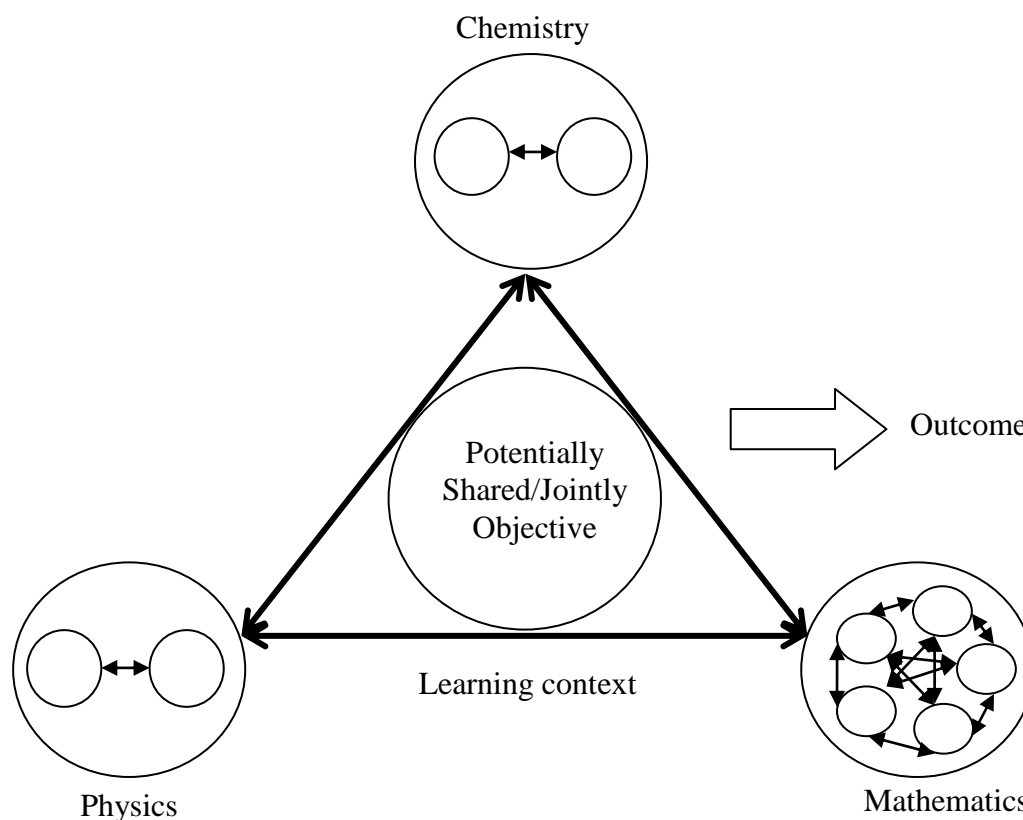 Chemistry
Potentially
Shared/Jointly
Objective
Outcome
Learning context
Physics
Mathematics